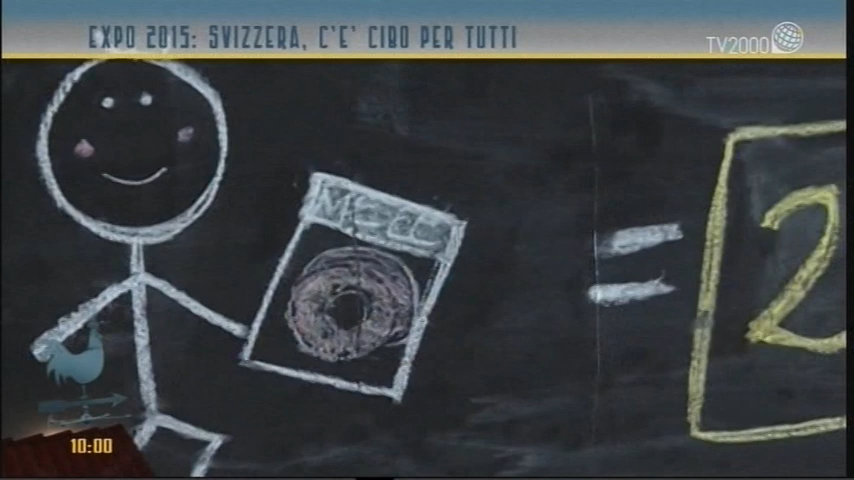 EXPO 2015: SVIZZERA, C'E' CIBO PER TUTTI
TV2000
=
2
10:00